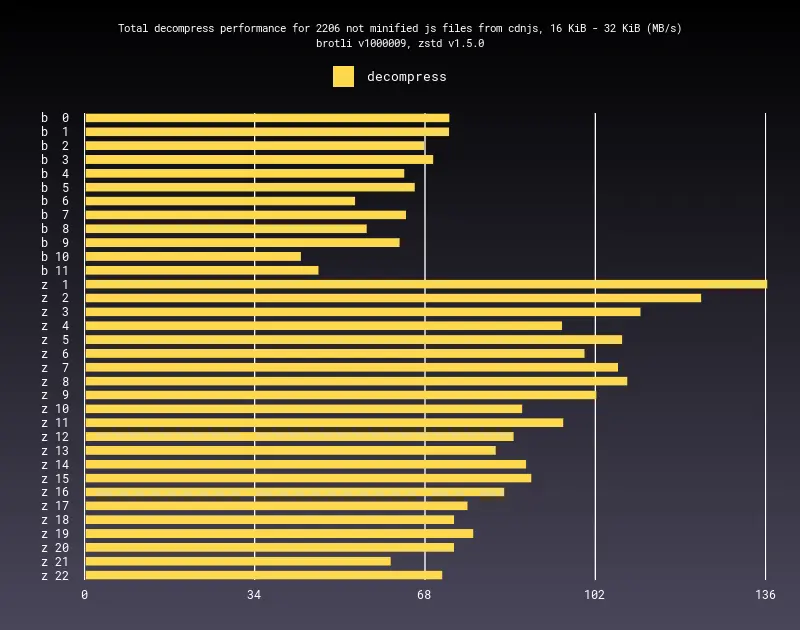 Total decompress performance for 2206 not minified js files from cdnjs, 16 KiB - 32 KiB (MB/s)
brotli v1000009, zstd v1.5.0
decompress
b 0
b 1
b 2
b 3
b 4
b 5
b 6
b 7
b 8
b 9
b 10
b 11
z 1
z 2
z 3
z 4
z 5
z 6
z 7
z 8
z 9
z 10
z 11
z 12
z 13
z 14
z 15
z 16
z 17
z 18
z 19
z 20
z 21
z 22
0 34 68 102 136